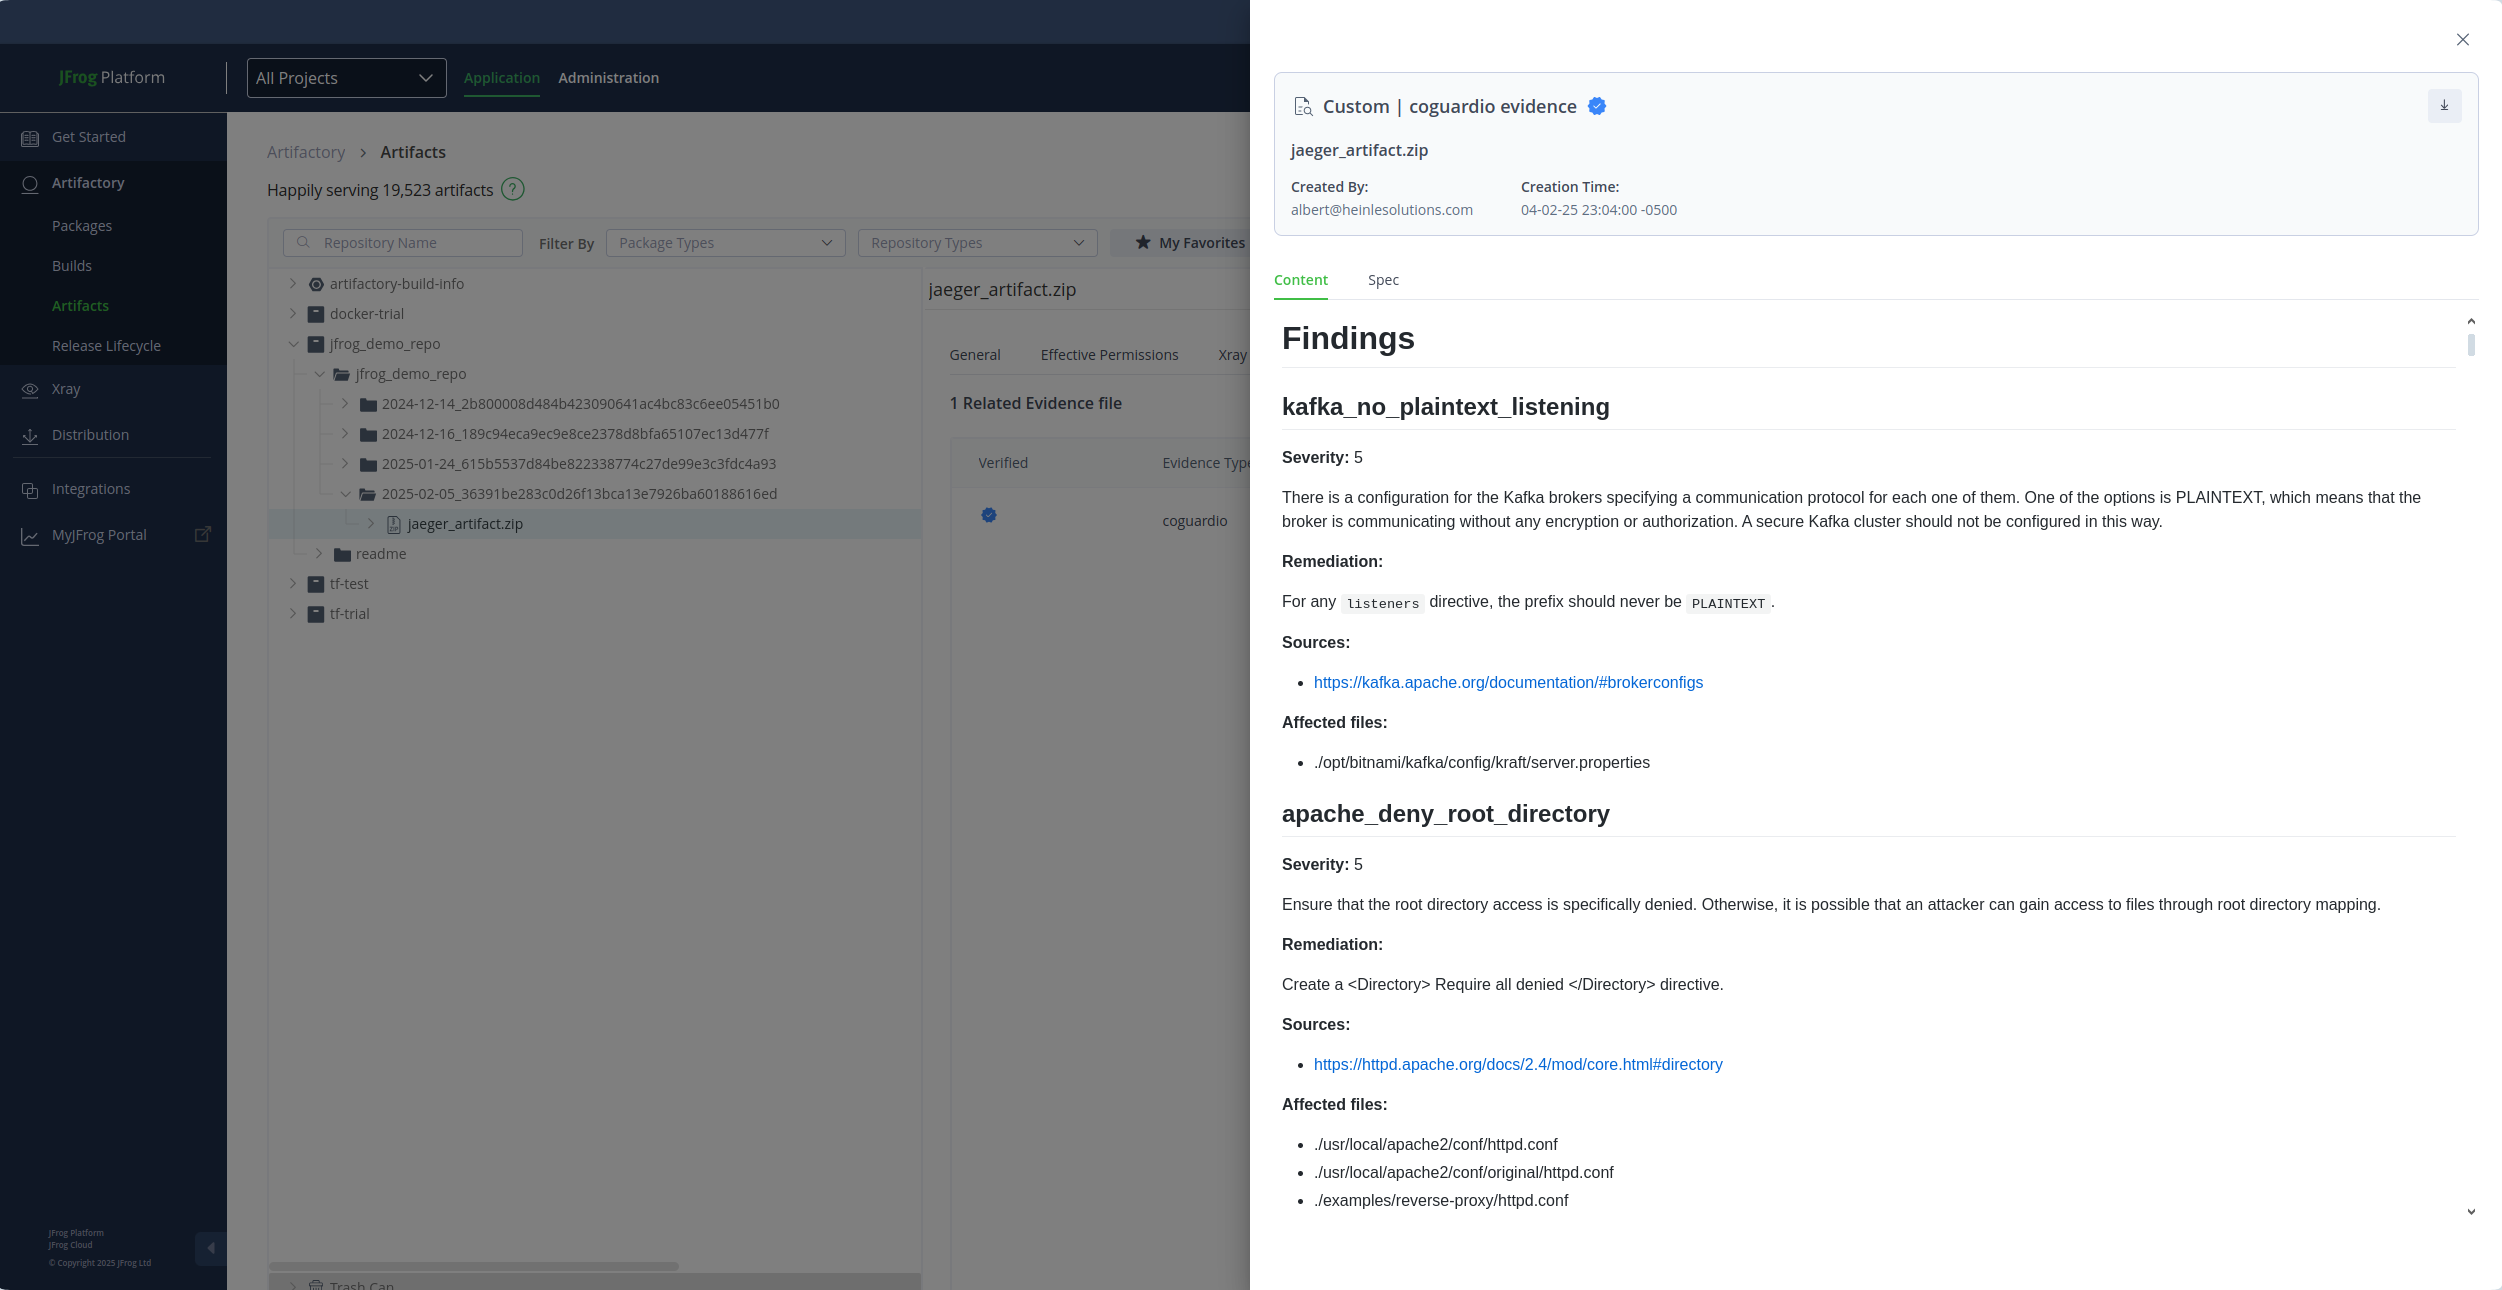 JFrog Platform
All Projects
Application
Administration
Get Started
Artifactory
Packages
Builds
Artifacts
Release Lifecycle
Xray
Distribution
Integrations
MyJFrog Portal
JFrog Platform
JFrog Cloud
© Copyright 2025 JFrog Ltd
Artifactory > Artifacts
Happily serving 19,523 artifacts ?
Repository Name
Filter By
Package Types
Repository Types
My Favorites
artifactory-build-info
docker-trial
jfrog_demo_repo
jfrog_demo_repo
2024-12-14_2b800008d484b423090641ac4bc83c6ee05451b0
2024-12-16_189c94eca9ec9e8ce2378d8bfa65107ec13d477f
2025-01-24_615b5537d84be822338774c27de99e3c3fdc4a93
2025-02-05_36391be283c0d26f13bca13e7926ba60188616ed
jaeger_artifact.zip
readme
tf-test
tf-trial
Trash Can
jaeger_artifact.zip
General
Effective Permissions
Xray
1 Related Evidence file
Verified
Evidence Type
coguardio
Custom | coguardio evidence
jaeger_artifact.zip
Created By:
Creation Time:
albert@heinlesolutions.com
04-02-25 23:04:00 -0500
Content
Spec
Findings
kafka_no_plaintext_listening
Severity: 5
There is a configuration for the Kafka brokers specifying a communication protocol for each one of them. One of the options is PLAINTEXT, which means that the
broker is communicating without any encryption or authorization. A secure Kafka cluster should not be configured in this way.
Remediation:
For any listeners directive, the prefix should never be PLAINTEXT.
Sources:
• https://kafka.apache.org/documentation/#brokerconfigs
Affected files:
• ./opt/bitnami/kafka/config/kraft/server.properties
apache_deny_root_directory
Severity: 5
Ensure that the root directory access is specifically denied. Otherwise, it is possible that an attacker can gain access to files through root directory mapping.
Remediation:
Create a <Directory> Require all denied </Directory> directive.
Sources:
• https://httpd.apache.org/docs/2.4/mod/core.html#directory
Affected files:
• ./usr/local/apache2/conf/httpd.conf
• ./usr/local/apache2/conf/original/httpd.conf
• ./examples/reverse-proxy/httpd.conf